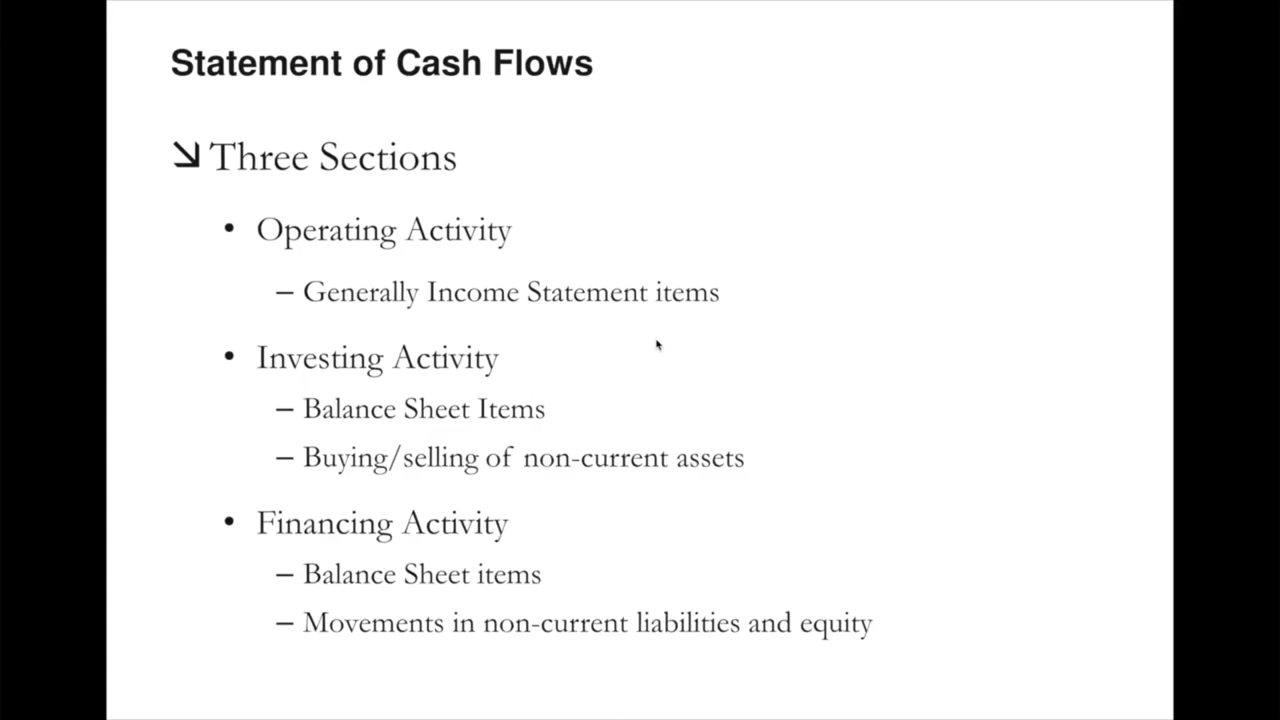 Statement of Cash Flows
Three Sections
• Operating Activity
– Generally Income Statement items
• Investing Activity
– Balance Sheet Items
– Buying/selling of non-current assets
• Financing Activity
– Balance Sheet items
– Movements in non-current liabilities and equity